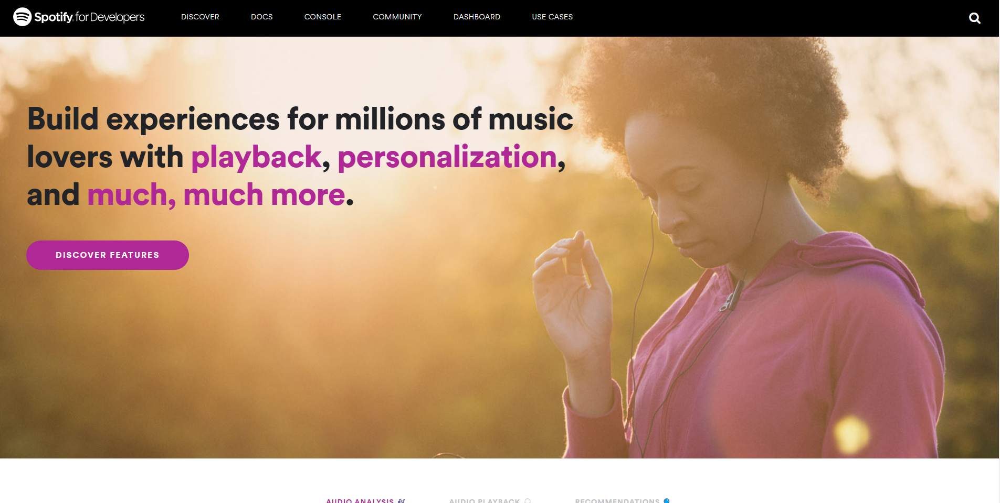 Spotify for Developers
DISCOVER
DOCS
CONSOLE
COMMUNITY
DASHBOARD
USE CASES
Build experiences for millions of music
lovers with playback, personalization,
and much, much more.
DISCOVER FEATURES
AUDIO ANALYSIS
AUDIO PLAYBACK
RECOMMENDATIONS